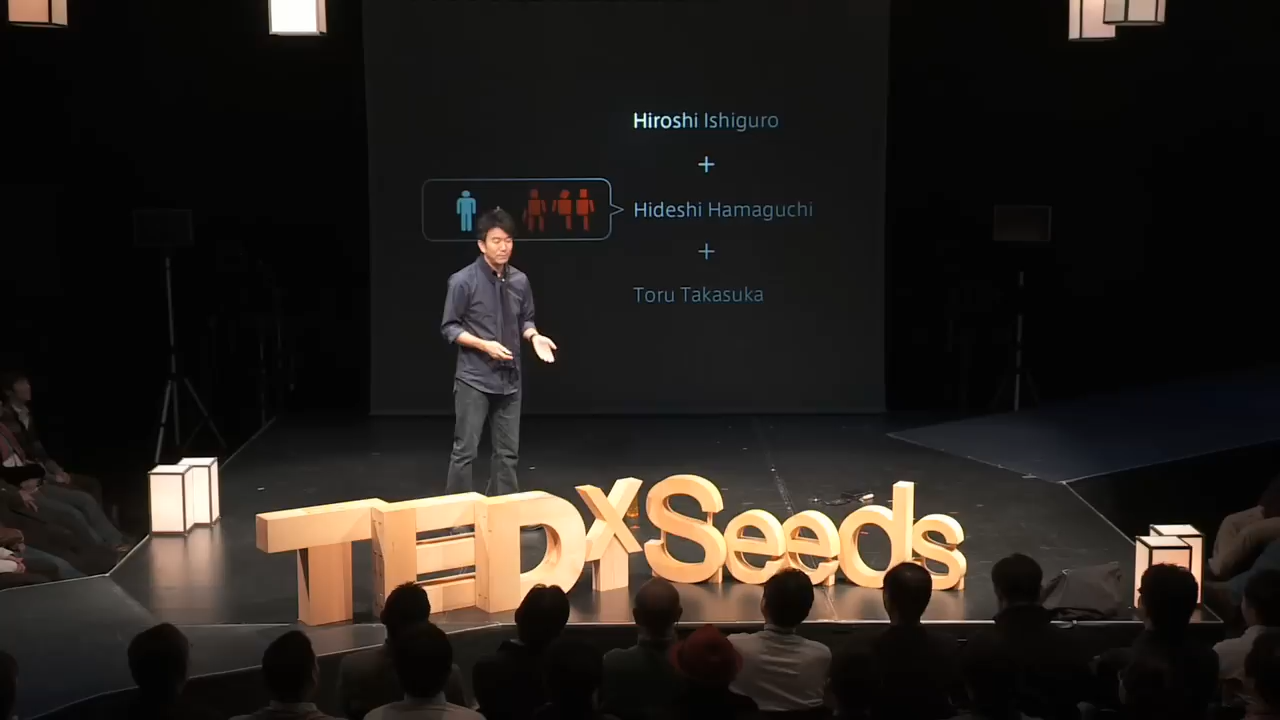 Hiroshi Ishiguro
+
Hideshi Hamaguchi
+
Toru Takasuka
TEDxSeeds